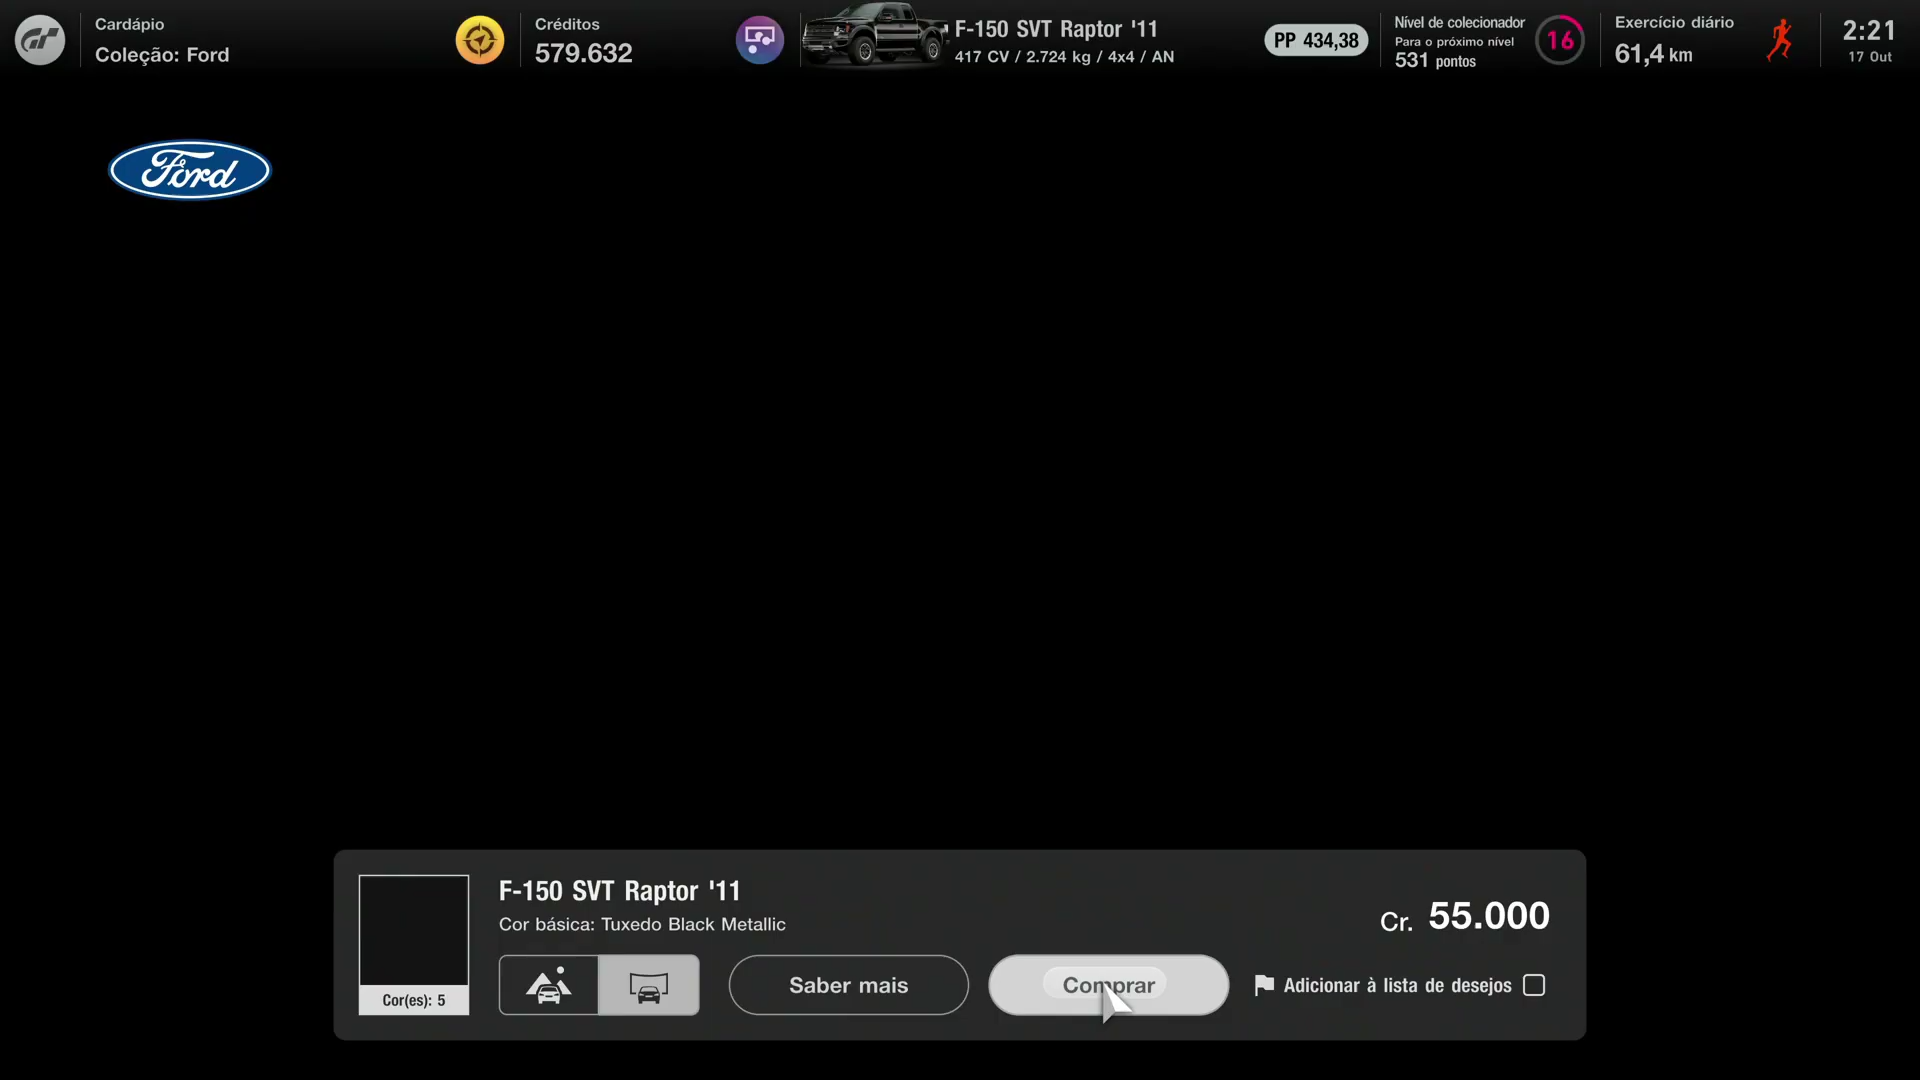 Cardápio
Coleção: Ford
Créditos
579.632
F-150 SVT Raptor '11
417 CV / 2.724 kg / 4x4 / AN
PP 434,38
Nível de colecionador
Para o próximo nível
531 pontos
16
Exercício diário
61,4 km
2:21
17 Out
Ford
F-150 SVT Raptor '11
Cor básica: Tuxedo Black Metallic
Cr. 55.000
Cor(es): 5
Saber mais
Comprar
Adicionar à lista de desejos